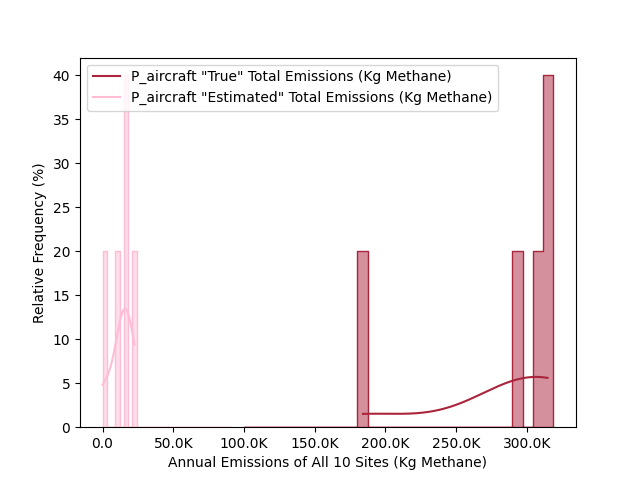 P_aircraft "True" Total Emissions (Kg Methane)
P_aircraft "Estimated" Total Emissions (Kg Methane)
40
35
30
25
20
15
10
5
0
Relative Frequency (%)
0.0 50.0K 100.0K 150.0K 200.0K 250.0K 300.0K
Annual Emissions of All 10 Sites (Kg Methane)